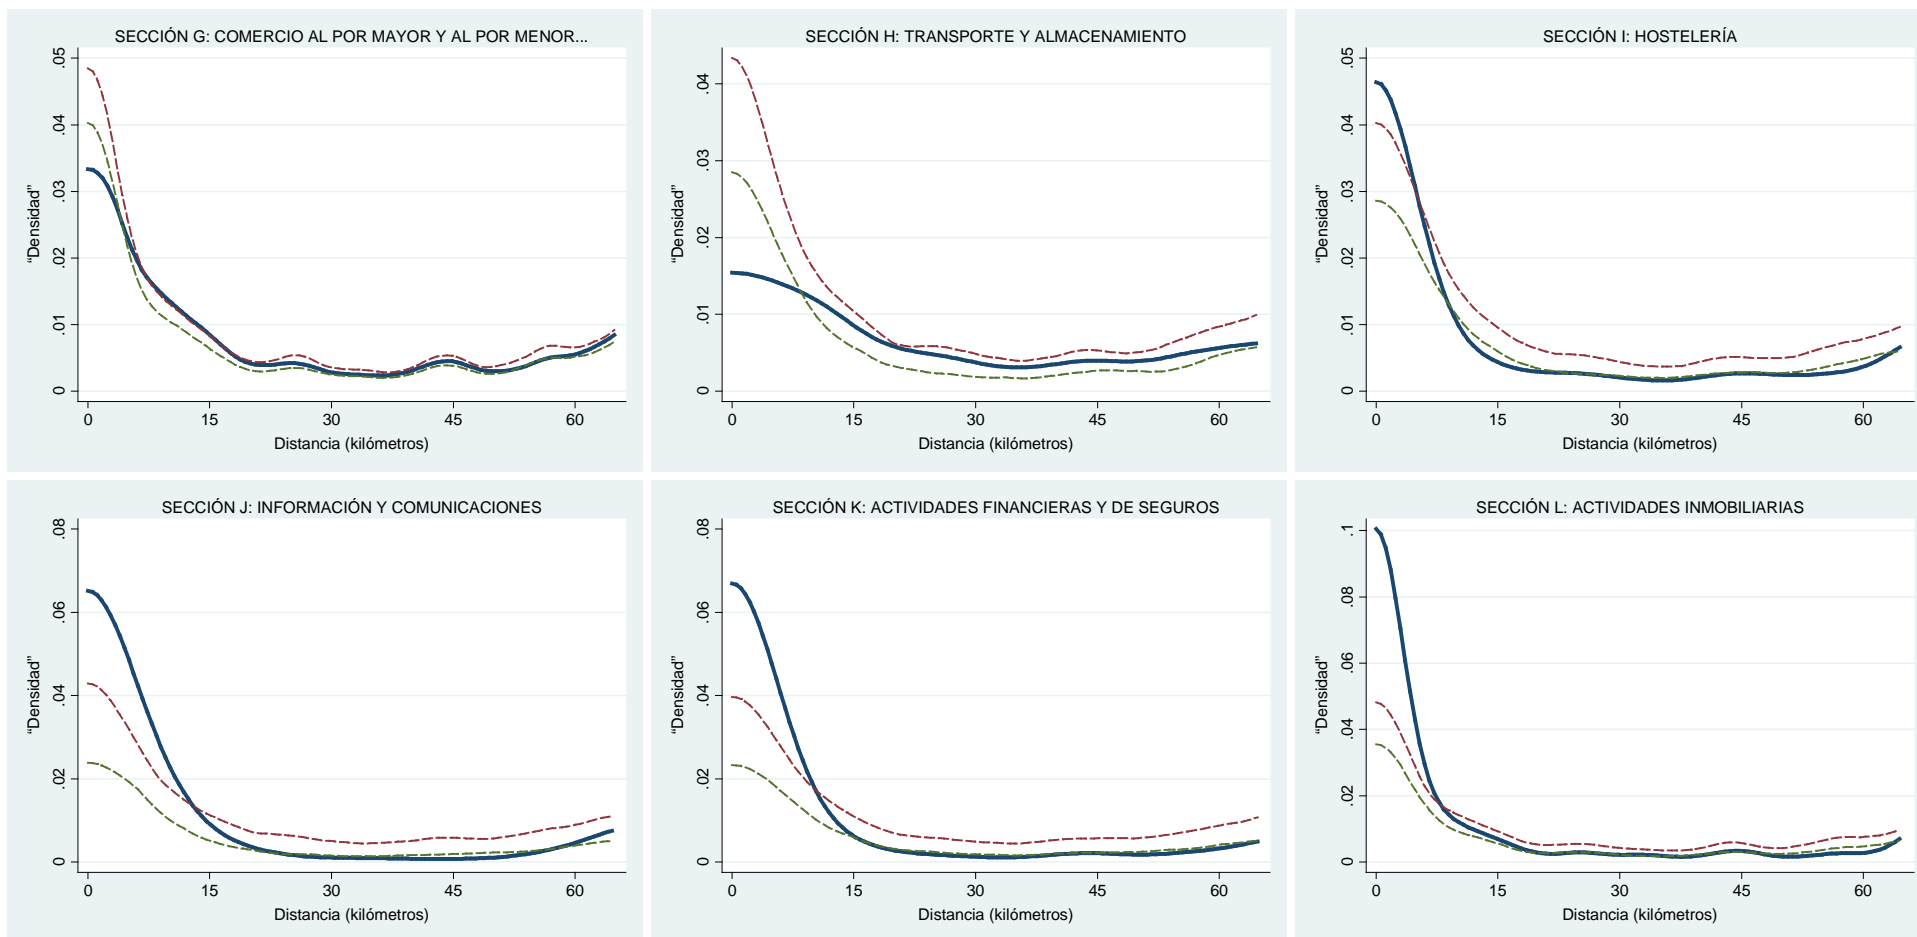 SECCIÓN G: COMERCIO AL POR MAYOR Y AL POR MENOR...
“Densidad”
.05
.04
.03
.02
.01
0
0 15 30 45 60
Distancia (kilómetros)
SECCIÓN H: TRANSPORTE Y ALMACENAMIENTO
“Densidad”
.04
.03
.02
.01
0
0 15 30 45 60
Distancia (kilómetros)
SECCIÓN I: HOSTELERÍA
“Densidad”
.05
.04
.03
.02
.01
0
0 15 30 45 60
Distancia (kilómetros)
SECCIÓN J: INFORMACIÓN Y COMUNICACIONES
“Densidad”
.08
.06
.04
.02
0
0 15 30 45 60
Distancia (kilómetros)
SECCIÓN K: ACTIVIDADES FINANCIERAS Y DE SEGUROS
“Densidad”
.08
.06
.04
.02
0
0 15 30 45 60
Distancia (kilómetros)
SECCIÓN L: ACTIVIDADES INMOBILIARIAS
“Densidad”
.1
.08
.06
.04
.02
0
0 15 30 45 60
Distancia (kilómetros)